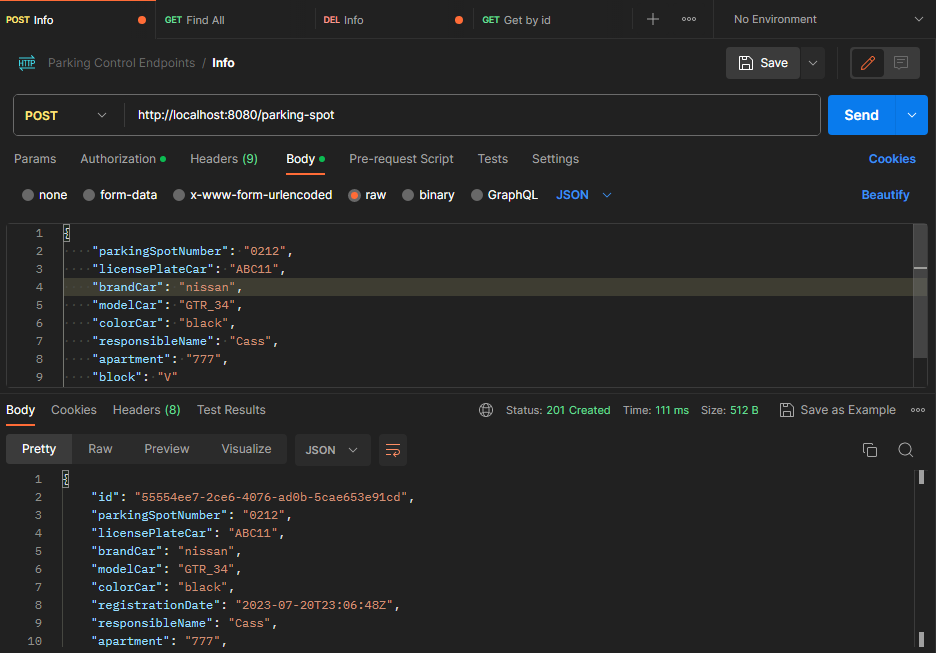 POST Info
GET Find All
DEL Info
GET Get by id
No Environment
HTTP Parking Control Endpoints / Info
Save
POST http://localhost:8080/parking-spot
Send
Params Authorization Headers (9) Body Pre-request Script Tests Settings Cookies
none form-data x-www-form-urlencoded raw binary GraphQL JSON Beautify
1 {
2 "parkingSpotNumber": "0212",
3 "licensePlateCar": "ABC11",
4 "brandCar": "nissan",
5 "modelCar": "GTR_34",
6 "colorCar": "black",
7 "responsibleName": "Cass",
8 "apartment": "777",
9 "block": "V"
Body Cookies Headers (8) Test Results Status: 201 Created Time: 111 ms Size: 512 B Save as Example
Pretty Raw Preview Visualize JSON
1 {
2 "id": "55554ee7-2ce6-4076-ad0b-5cae653e91cd",
3 "parkingSpotNumber": "0212",
4 "licensePlateCar": "ABC11",
5 "brandCar": "nissan",
6 "modelCar": "GTR_34",
7 "colorCar": "black",
8 "registrationDate": "2023-07-20T23:06:48Z",
9 "responsibleName": "Cass",
10 "apartment": "777",